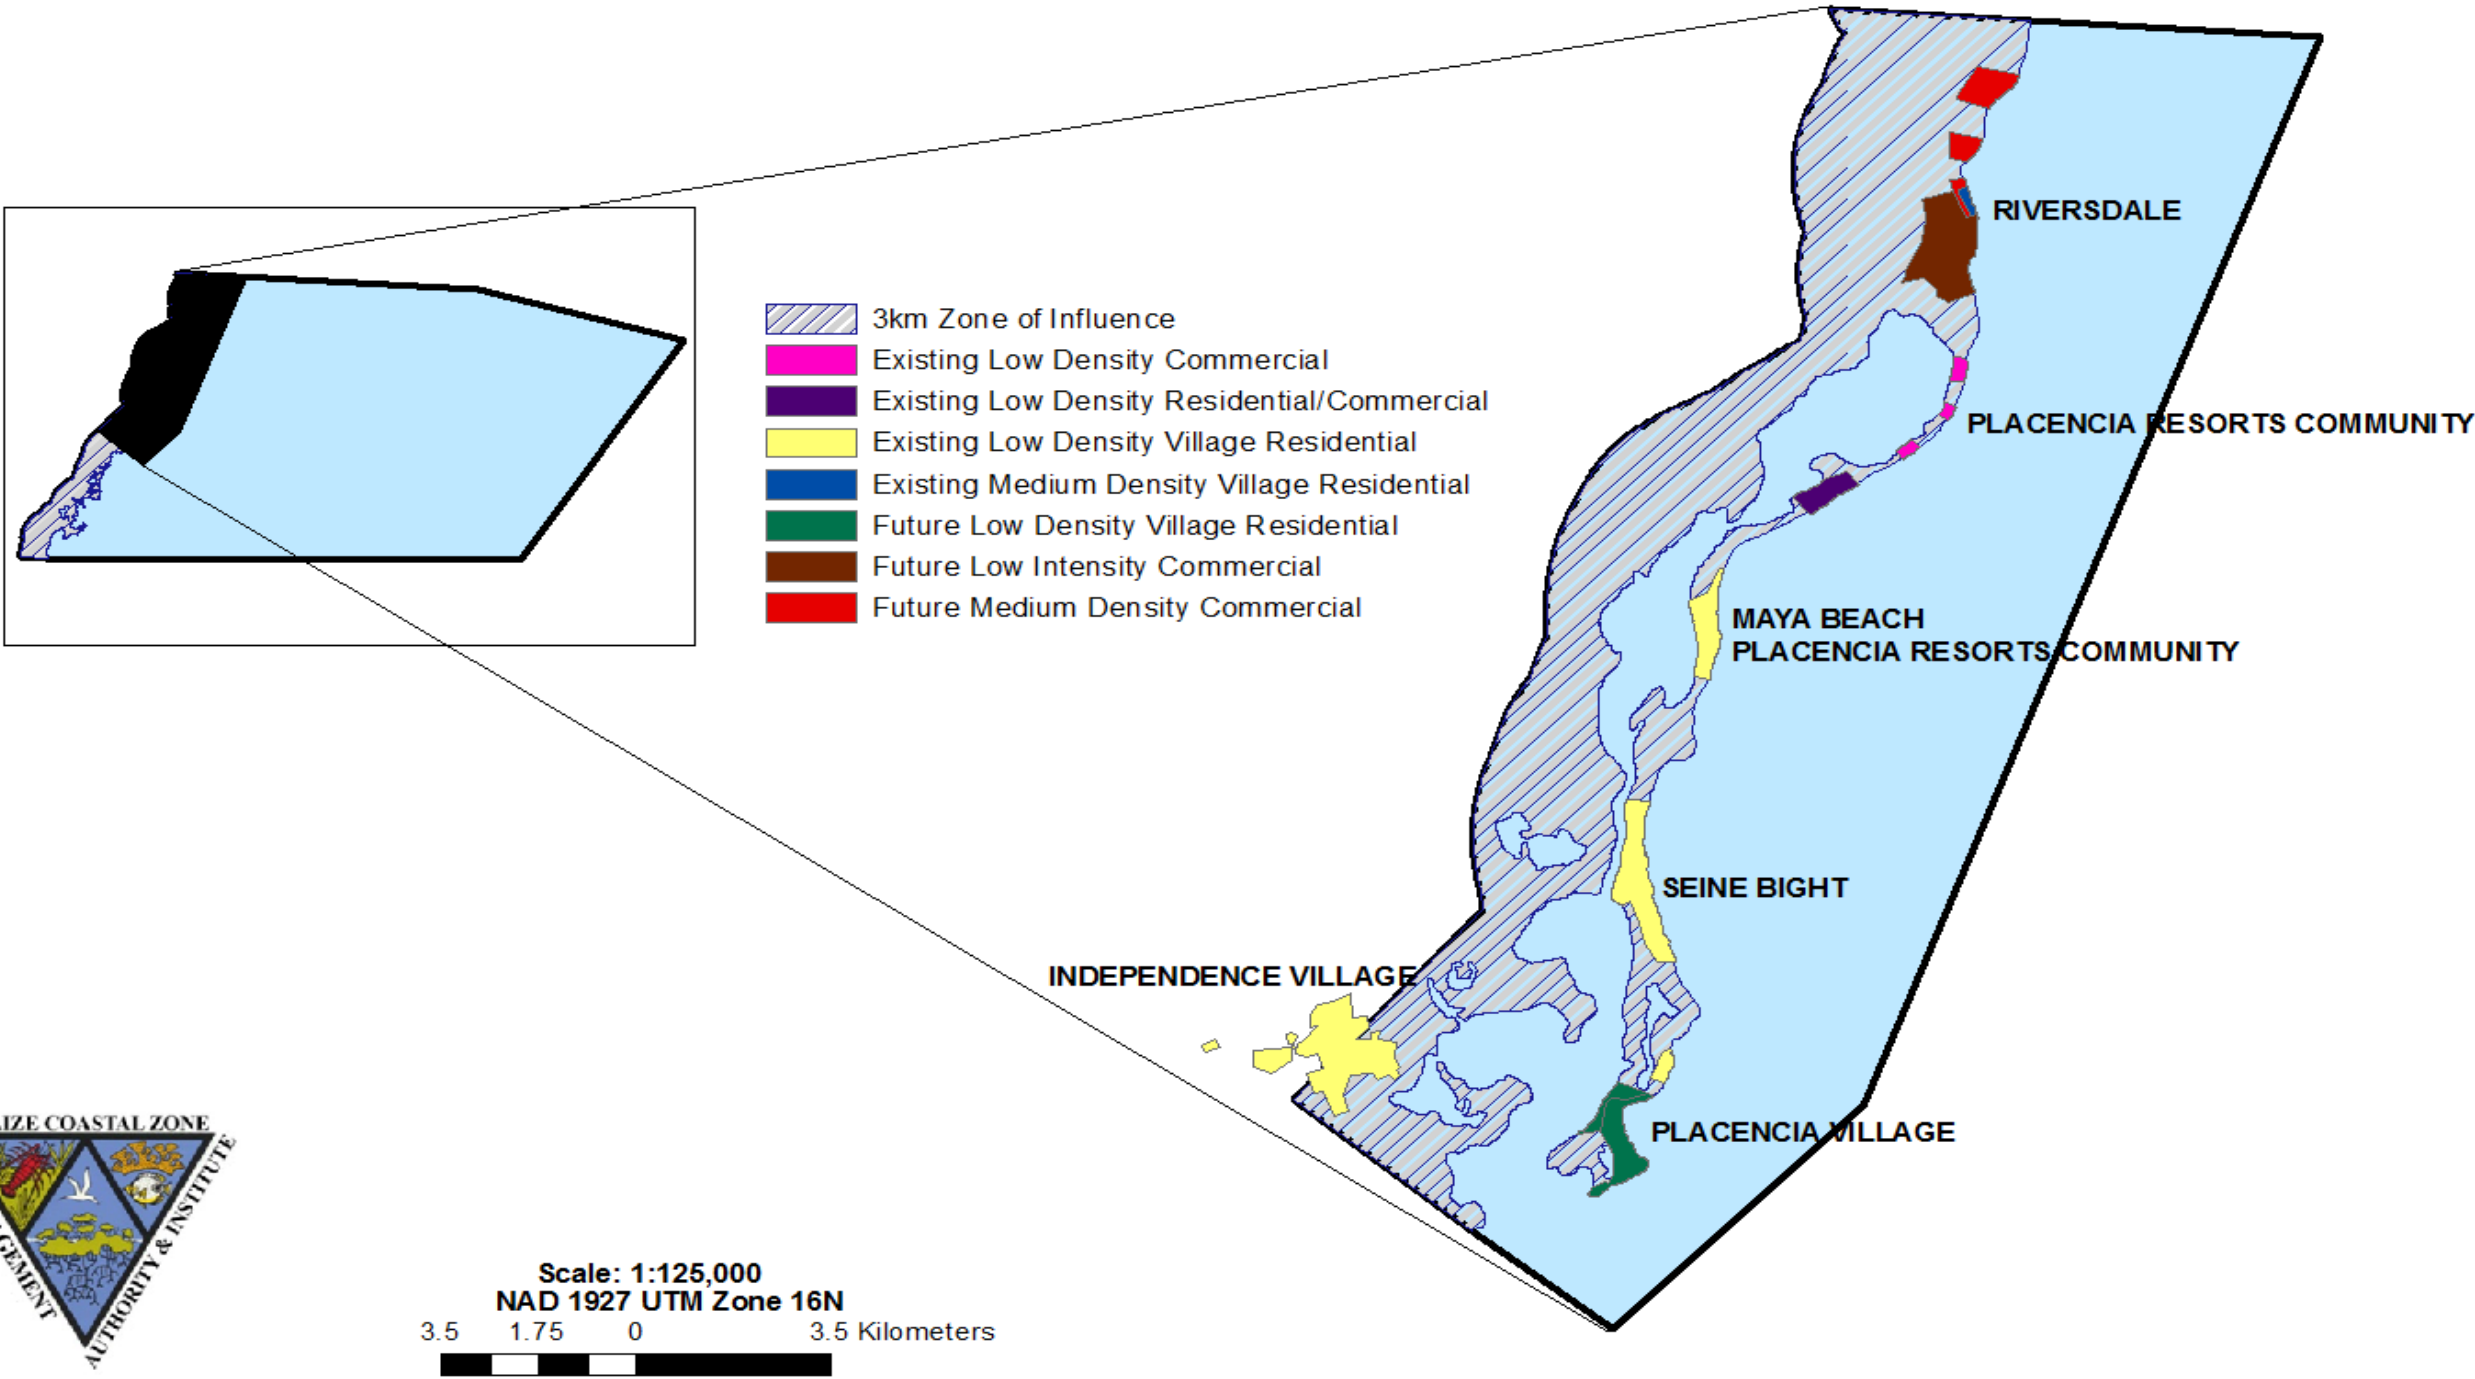 RIVERSDALE
3km Zone of Influence
Existing Low Density Commercial
Existing Low Density Residential/Commercial
Existing Low Density Village Residential
Existing Medium Density Village Residential
Future Low Density Village Residential
Future Low Intensity Commercial
Future Medium Density Commercial
PLACENCIA RESORTS COMMUNITY
MAYA BEACH
PLACENCIA RESORTS COMMUNITY
SEINE BIGHT
INDEPENDENCE VILLAGE
PLACENCIA VILLAGE
IZE COASTAL ZONE
GEMENT
AUTHORITY & INSTITUTE
Scale: 1:125,000
NAD 1927 UTM Zone 16N
3.5 1.75 0 3.5 Kilometers